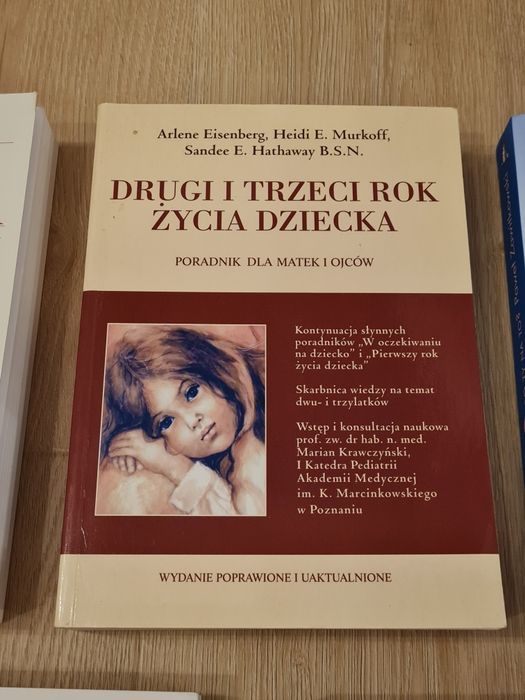 Arlene Eisenberg, Heidi E. Murkoff,
Sandee E. Hathaway B.S.N.
DRUGI I TRZECI ROK
ŻYCIA DZIECKA
PORADNIK DLA MATEK I OJCÓW
Kontynuacja słynnych
poradników „W oczekiwaniu
na dziecko” i „Pierwszy rok
życia dziecka”
Skarbnica wiedzy na temat
dwu- i trzylatków
Wstęp i konsultacja naukowa
prof. zw. dr hab. n. med.
Marian Krawczyński,
I Katedra Pediatrii
Akademii Medycznej
im. K. Marcinkowskiego
w Poznaniu
WYDANIE POPRAWIONE I UAKTUALNIONE